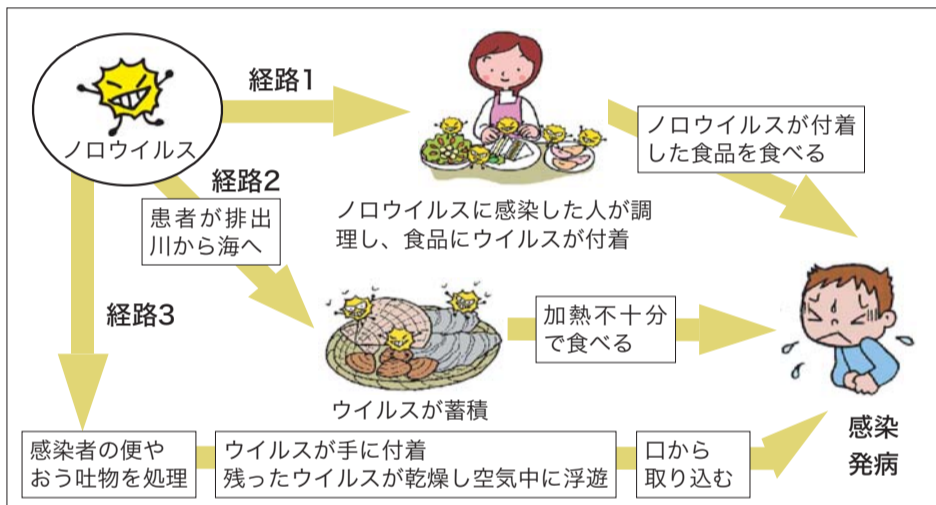 ノロウイルス
経路1
ノロウイルスに感染した人が調
理し、食品にウイルスが付着
ノロウイルスが付着
した食品を食べる
経路2
患者が排出
川から海へ
ウイルスが蓄積
加熱不十分
で食べる
経路3
感染者の便や
おう吐物を処理
ウイルスが手に付着
残ったウイルスが乾燥し空気中に浮遊
口から
取り込む
感染
発病